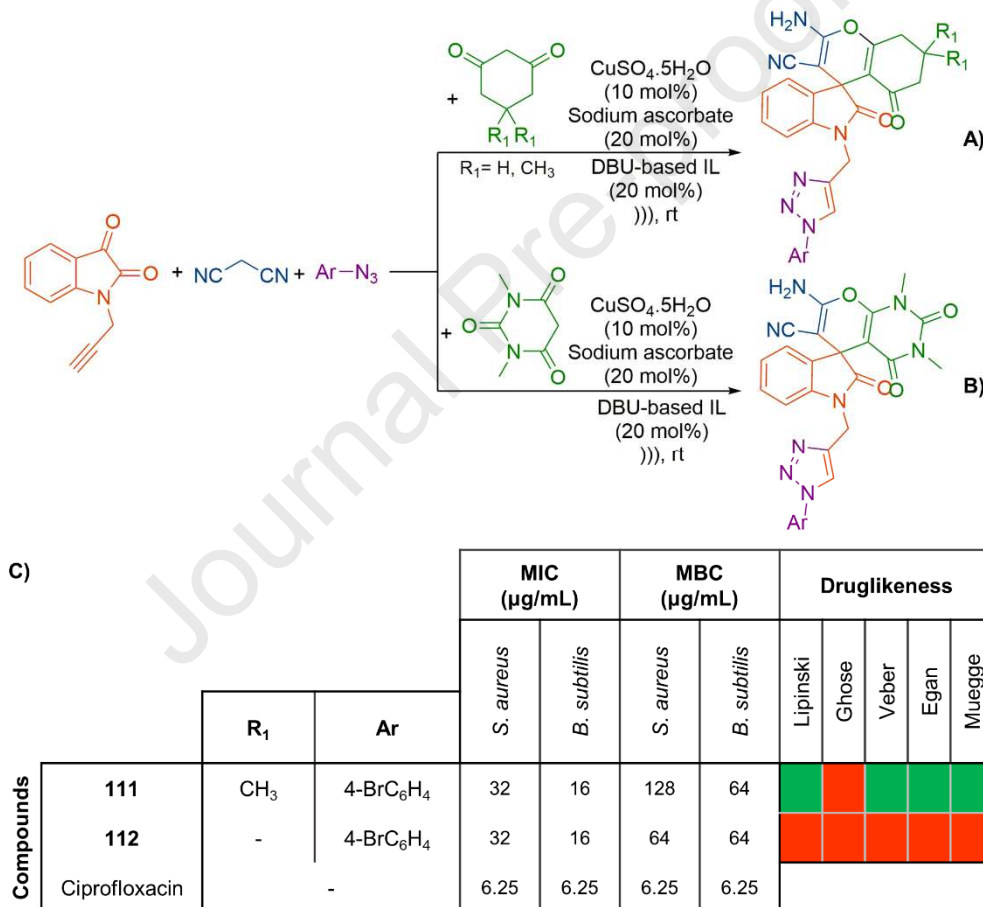 Journal Pre-proof
O
O
R₁ R₁
R₁= H, CH₃
+
CuSO₄.5H₂O
(10 mol%)
Sodium ascorbate
(20 mol%)
DBU-based IL
(20 mol%)
))), rt
H₂N
O
R₁
R₁
NC
O
O
N
N
N
N
Ar
A)
O
O
N
+ NC CN + Ar–N₃
+
O
N
O
N
O
CuSO₄.5H₂O
(10 mol%)
Sodium ascorbate
(20 mol%)
DBU-based IL
(20 mol%)
))), rt
H₂N
O
N
O
NC
N
O
O
N
N
N
N
Ar
B)
C)
MIC
(µg/mL)
MBC
(µg/mL)
Druglikeness
R₁ Ar S. aureus B. subtilis S. aureus B. subtilis Lipinski Ghose Veber Egan Muegge
Compounds
111 CH₃ 4-BrC₆H₄ 32 16 128 64
112 - 4-BrC₆H₄ 32 16 64 64
Ciprofloxacin - 6.25 6.25 6.25 6.25